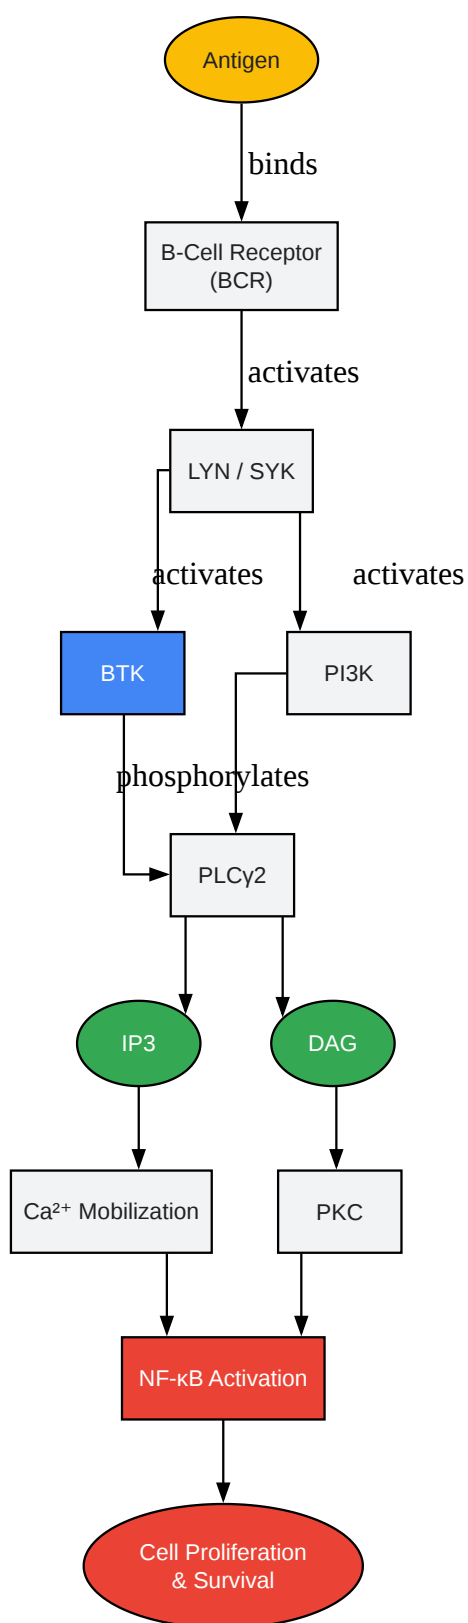 Antigen
binds
B-Cell Receptor
(BCR)
activates
LYN / SYK
activates
activates
BTK
PI3K
phosphorylates
PLCγ2
IP3
DAG
Ca²⁺ Mobilization
PKC
NF-κB Activation
Cell Proliferation
& Survival